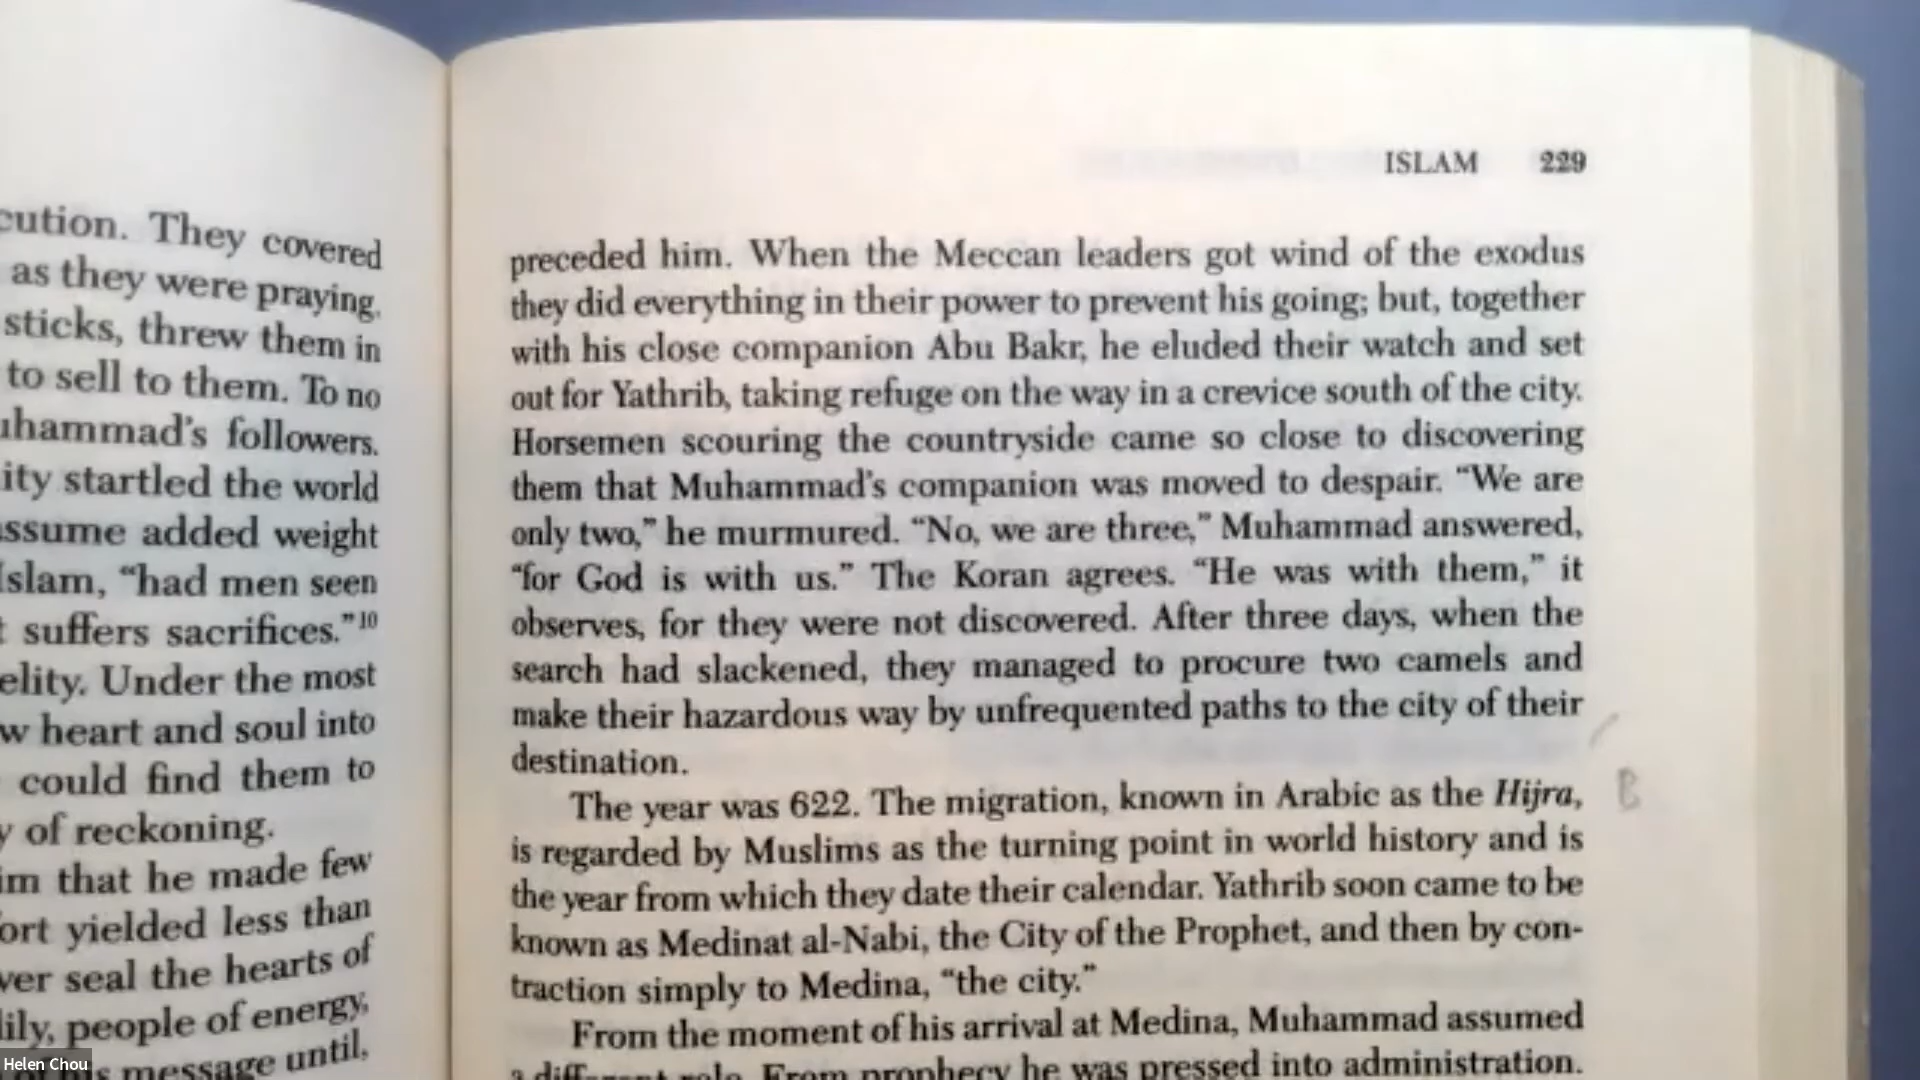 cution. They covered
as they were praying,
sticks, threw them in
to sell to them. To no
uhammad's followers.
ity startled the world
ssume added weight
Islam, "had men seen
t suffers sacrifices."10
elity. Under the most
w heart and soul into
could find them to
y of reckoning.
im that he made few
ort yielded less than
ver seal the hearts of
lily, people of energy,
message until,
ISLAM 229
preceded him. When the Meccan leaders got wind of the exodus
they did everything in their power to prevent his going; but, together
with his close companion Abu Bakr, he eluded their watch and set
out for Yathrib, taking refuge on the way in a crevice south of the city.
Horsemen scouring the countryside came so close to discovering
them that Muhammad's companion was moved to despair. "We are
only two," he murmured. "No, we are three," Muhammad answered,
"for God is with us." The Koran agrees. "He was with them," it
observes, for they were not discovered. After three days, when the
search had slackened, they managed to procure two camels and
make their hazardous way by unfrequented paths to the city of their
destination.
The year was 622. The migration, known in Arabic as the Hijra,
is regarded by Muslims as the turning point in world history and is
the year from which they date their calendar. Yathrib soon came to be
known as Medinat al-Nabi, the City of the Prophet, and then by con-
traction simply to Medina, "the city."
From the moment of his arrival at Medina, Muhammad assumed
a different role. From prophecy he was pressed into administration.
B
Helen Chou